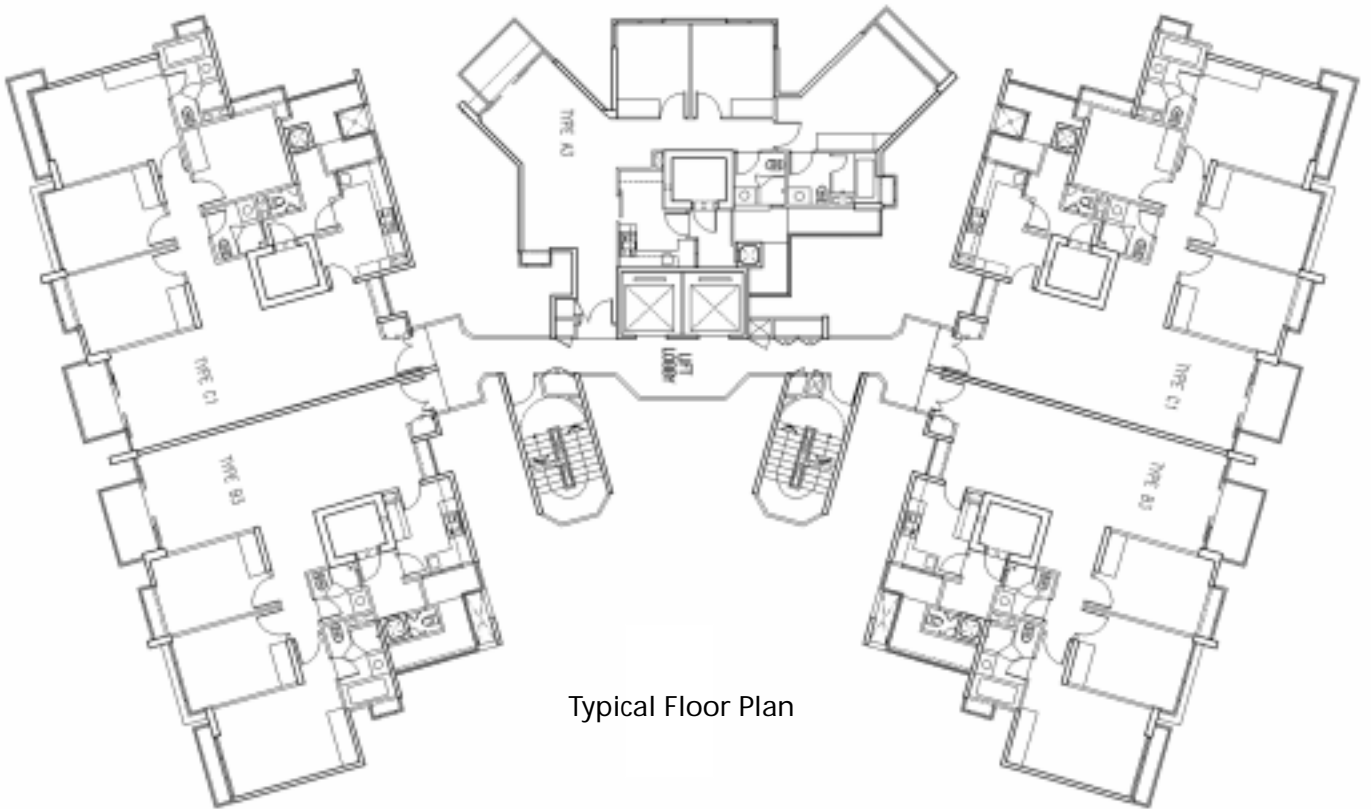 TYPE A3
TYPE C1
TYPE C1
LIFT
LOBBY
TYPE B3
TYPE B3
Typical Floor Plan